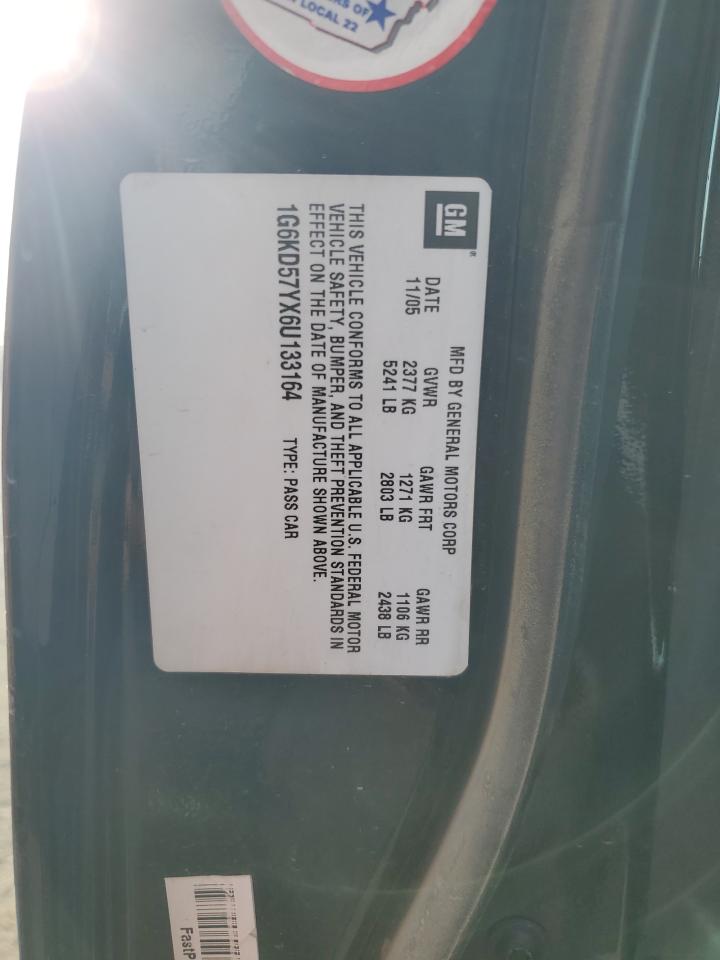 RS OF
LOCAL 22
GM
MFD BY GENERAL MOTORS CORP
DATE GVWR GAWR FRT GAWR RR
11/05 2377 KG 1271 KG 1106 KG
5241 LB 2803 LB 2438 LB
THIS VEHICLE CONFORMS TO ALL APPLICABLE U.S. FEDERAL MOTOR
VEHICLE SAFETY, BUMPER, AND THEFT PREVENTION STANDARDS IN
EFFECT ON THE DATE OF MANUFACTURE SHOWN ABOVE.
1G6KD57YX6U133164 TYPE: PASS CAR
FastP